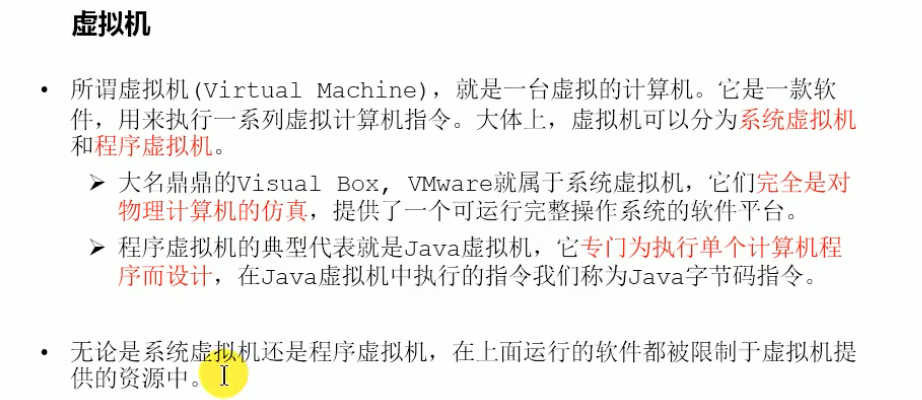 虚拟机
• 所谓虚拟机(Virtual Machine)，就是一台虚拟的计算机。它是一款软
件，用来执行一系列虚拟计算机指令。大体上，虚拟机可以分为系统虚拟机
和程序虚拟机。
➢ 大名鼎鼎的Visual Box, VMware就属于系统虚拟机，它们完全是对
物理计算机的仿真，提供了一个可运行完整操作系统的软件平台。
➢ 程序虚拟机的典型代表就是Java虚拟机，它专门为执行单个计算机程
序而设计，在Java虚拟机中执行的指令我们称为Java字节码指令。
• 无论是系统虚拟机还是程序虚拟机，在上面运行的软件都被限制于虚拟机提
供的资源中。